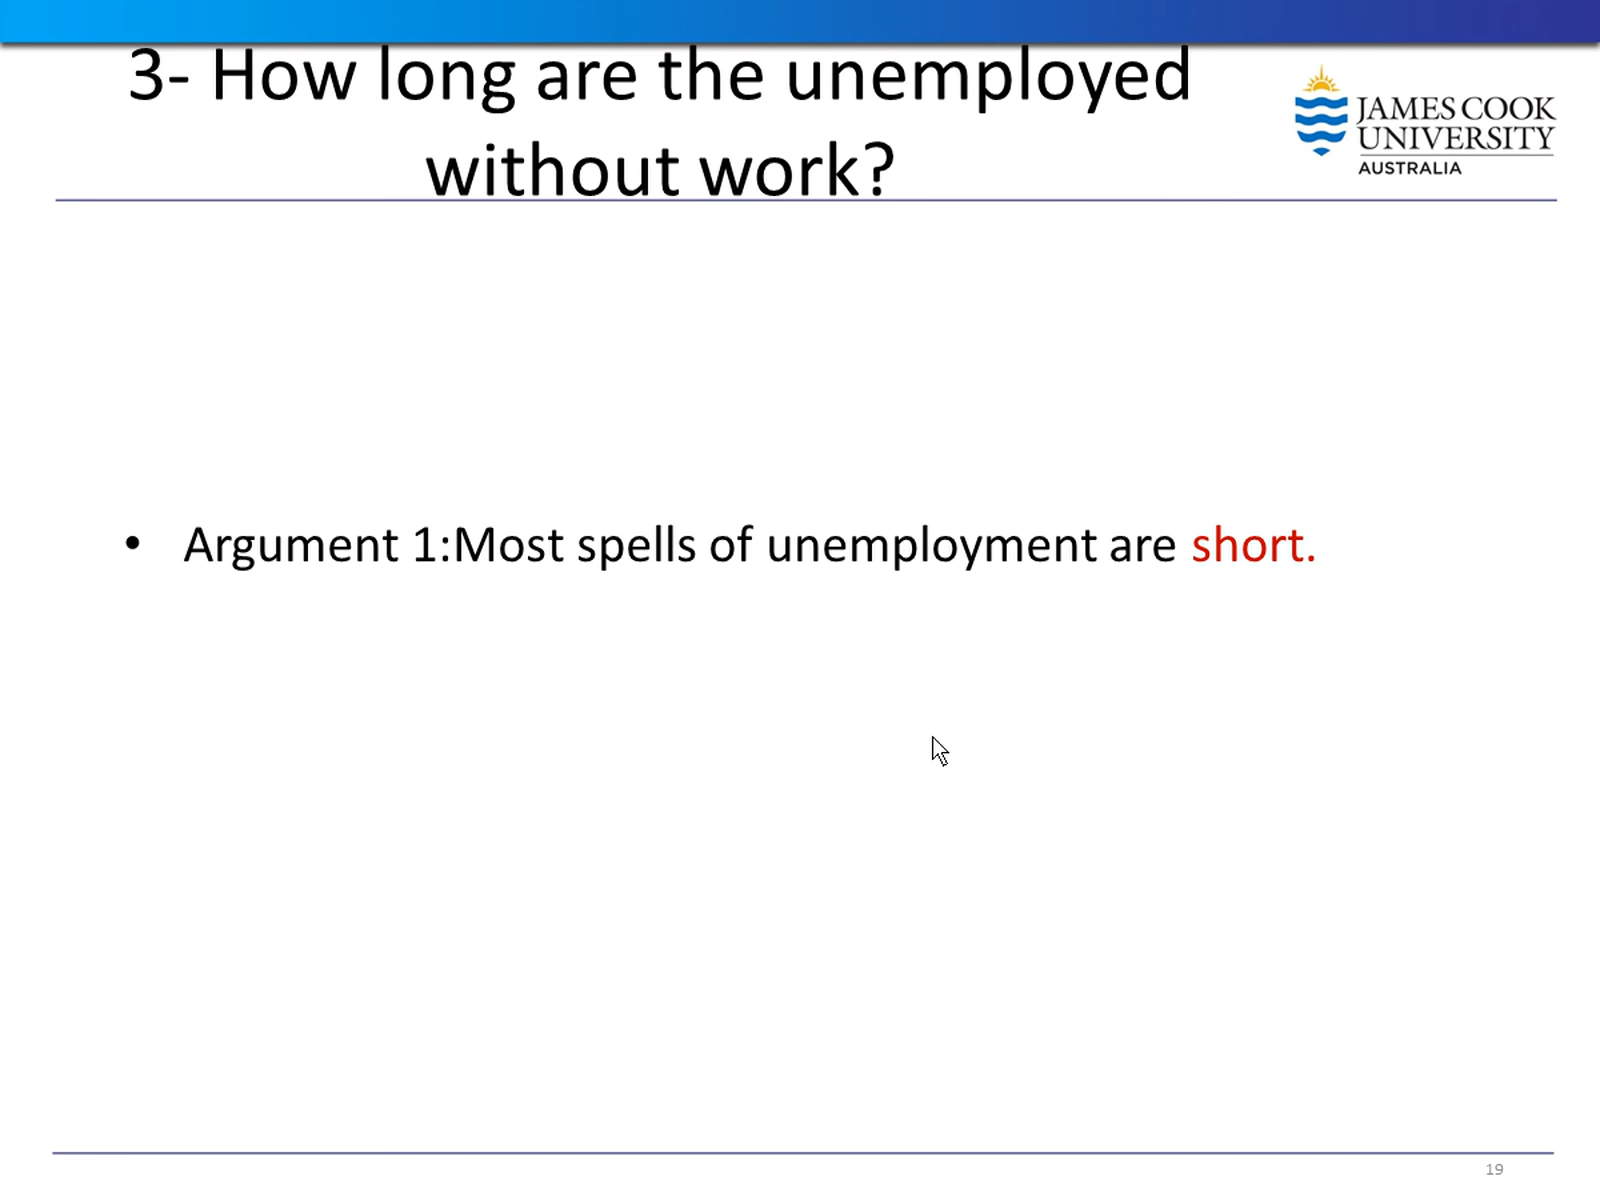 3- How long are the unemployed
without work?
JAMES COOK
UNIVERSITY
AUSTRALIA
• Argument 1:Most spells of unemployment are short.
19